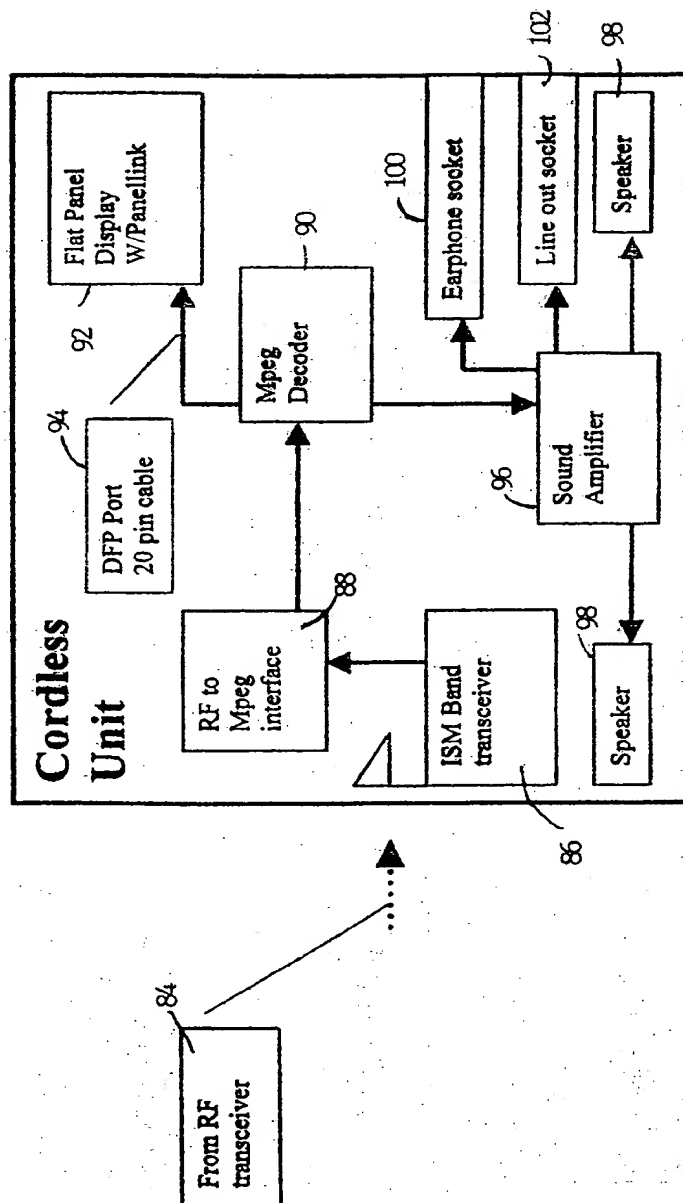 Cordless
Unit
From RF
transceiver
84
RF to
Mpeg
interface
88
ISM Band
transceiver
86
DFP Port
20 pin cable
94
Flat Panel
Display
W/Panellink
92
Mpeg
Decoder
90
Sound
Amplifier
96
Earphone socket
100
Line out socket
102
Speaker
98
Speaker
98